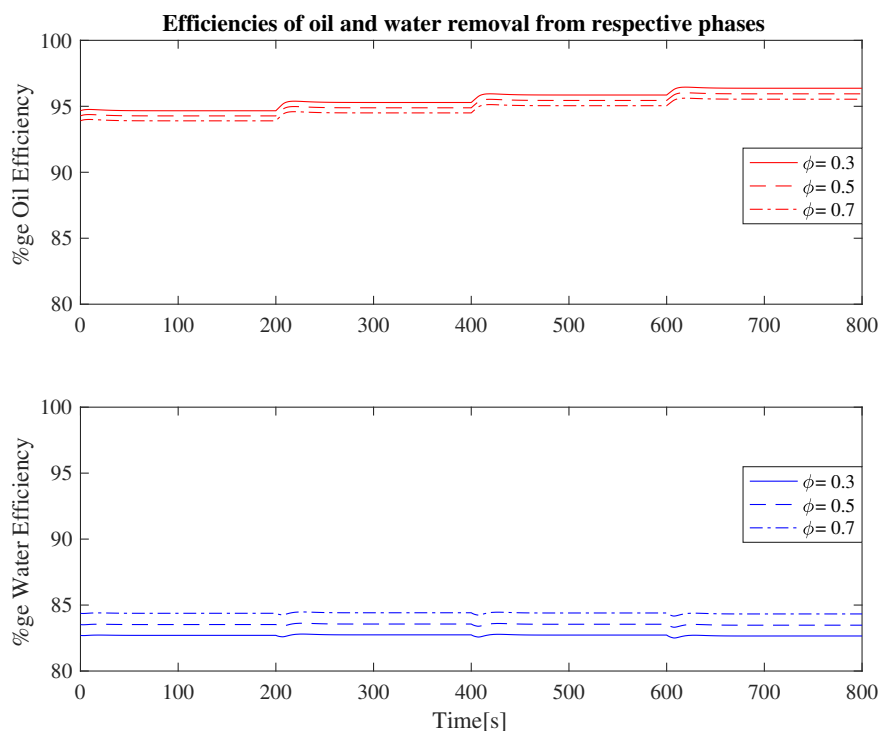 Efficiencies of oil and water removal from respective phases
100
95
90
85
80
%ge Oil Efficiency
ϕ= 0.3
ϕ= 0.5
ϕ= 0.7
0 100 200 300 400 500 600 700 800
100
95
90
85
80
%ge Water Efficiency
ϕ= 0.3
ϕ= 0.5
ϕ= 0.7
0 100 200 300 400 500 600 700 800
Time[s]